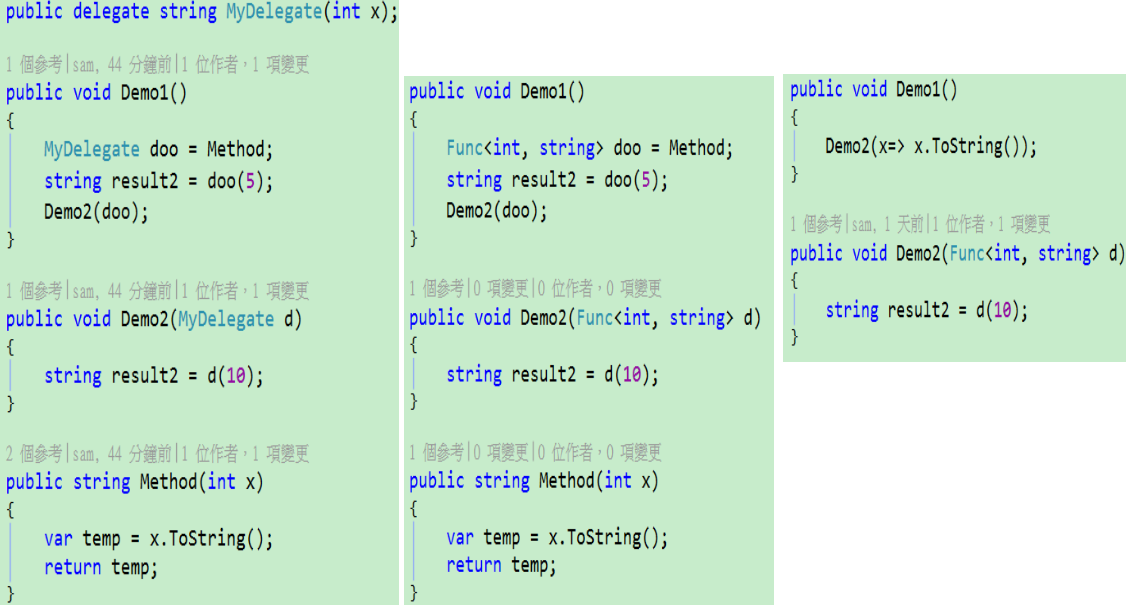 public delegate string MyDelegate(int x);
1 個參考|sam, 44 分鐘前|1 位作者，1 項變更
public void Demo1()
{
MyDelegate doo = Method;
string result2 = doo(5);
Demo2(doo);
}
1 個參考|sam, 44 分鐘前|1 位作者，1 項變更
public void Demo2(MyDelegate d)
{
string result2 = d(10);
}
2 個參考|sam, 44 分鐘前|1 位作者，1 項變更
public string Method(int x)
{
var temp = x.ToString();
return temp;
}
public void Demo1()
{
Func<int, string> doo = Method;
string result2 = doo(5);
Demo2(doo);
}
1 個參考|0 項變更|0 位作者，0 項變更
public void Demo2(Func<int, string> d)
{
string result2 = d(10);
}
1 個參考|0 項變更|0 位作者，0 項變更
public string Method(int x)
{
var temp = x.ToString();
return temp;
}
public void Demo1()
{
Demo2(x=> x.ToString());
}
1 個參考|sam, 1 天前|1 位作者，1 項變更
public void Demo2(Func<int, string> d)
{
string result2 = d(10);
}